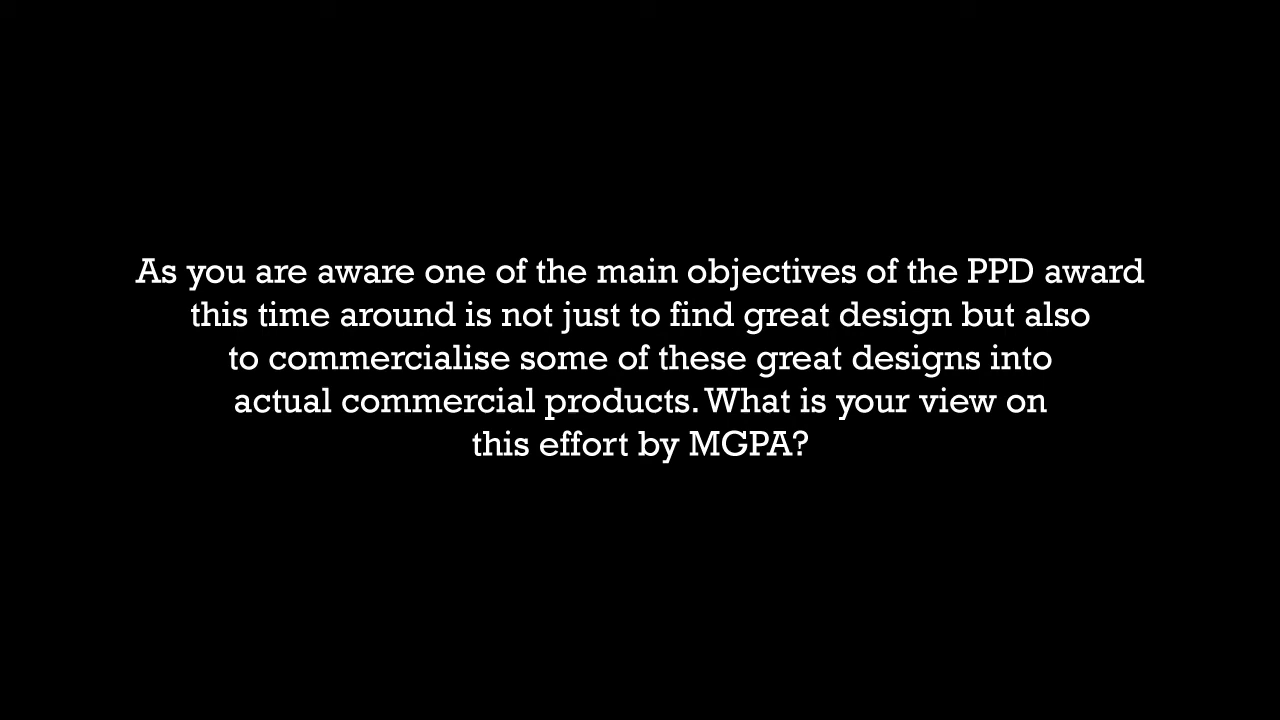 As you are aware one of the main objectives of the PPD award
this time around is not just to find great design but also
to commercialise some of these great designs into
actual commercial products. What is your view on
this effort by MGPA?